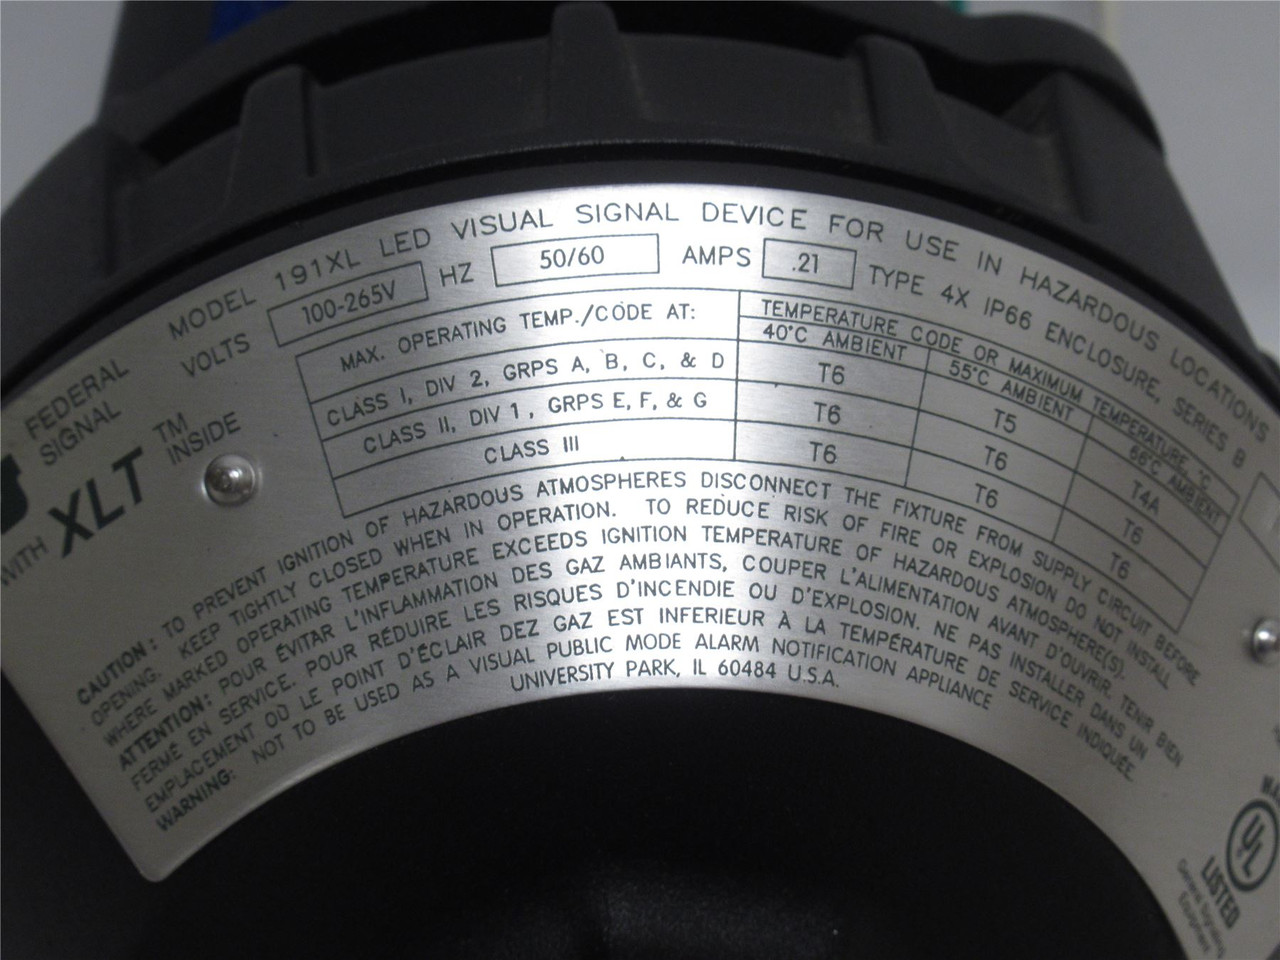 FEDERAL SIGNAL
WITH XLT™ INSIDE
MODEL 191XL LED VISUAL SIGNAL DEVICE FOR USE IN HAZARDOUS LOCATIONS
VOLTS 100-265V HZ 50/60 AMPS .21 TYPE 4X IP66 ENCLOSURE, SERIES B
MAX. OPERATING TEMP./CODE AT: TEMPERATURE CODE OR MAXIMUM TEMPERATURE, °C
40°C AMBIENT 55°C AMBIENT 66°C AMBIENT
CLASS I, DIV 2, GRPS A, B, C, & D T6 T5 T4A
CLASS II, DIV 1, GRPS E, F, & G T6 T6 T6
CLASS III T6 T6 T6
CAUTION: TO PREVENT IGNITION OF HAZARDOUS ATMOSPHERES DISCONNECT THE FIXTURE FROM SUPPLY CIRCUIT BEFORE
OPENING. KEEP TIGHTLY CLOSED WHEN IN OPERATION. TO REDUCE RISK OF FIRE OR EXPLOSION DO NOT INSTALL
WHERE MARKED OPERATING TEMPERATURE EXCEEDS IGNITION TEMPERATURE OF HAZARDOUS ATMOSPHERE(S).
ATTENTION: POUR ÉVITAR L'INFLAMMATION DES GAZ AMBIANTS, COUPER L'ALIMENTATION AVANT D'OUVRIR. TENIR BIEN
FERMÉ EN SERVICE. POUR RÉDUIRE LES RISQUES D'INCENDIE OU D'EXPLOSION. NE PAS INSTALLER DANS UN
EMPLACEMENT OÙ LE POINT D'ÉCLAIR DEZ GAZ EST INFERIEUR À LA TEMPÉRATURE DE SERVICE INDIQUÉE.
WARNING: NOT TO BE USED AS A VISUAL PUBLIC MODE ALARM NOTIFICATION APPLIANCE
UNIVERSITY PARK, IL 60484 U.S.A.
UL
LISTED
General Signaling
Equipment